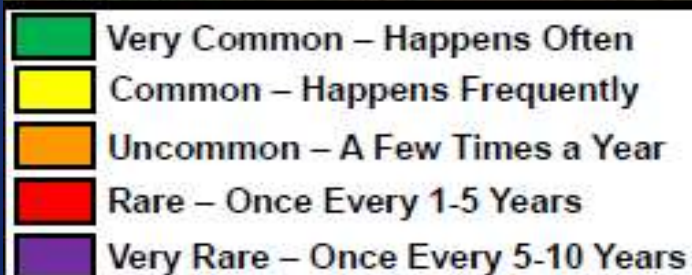 Very Common – Happens Often
Common – Happens Frequently
Uncommon – A Few Times a Year
Rare – Once Every 1-5 Years
Very Rare – Once Every 5-10 Years